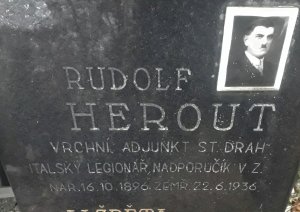 RUDOLF
HEROUT
VRCHNÍ, ADJUNKT ST. DRAH
ITALSKÝ LEGIONÁŘ, NADPORUČÍK V Z.
NAR. 16.10.1896 ZEMŘ. 22.6.1936